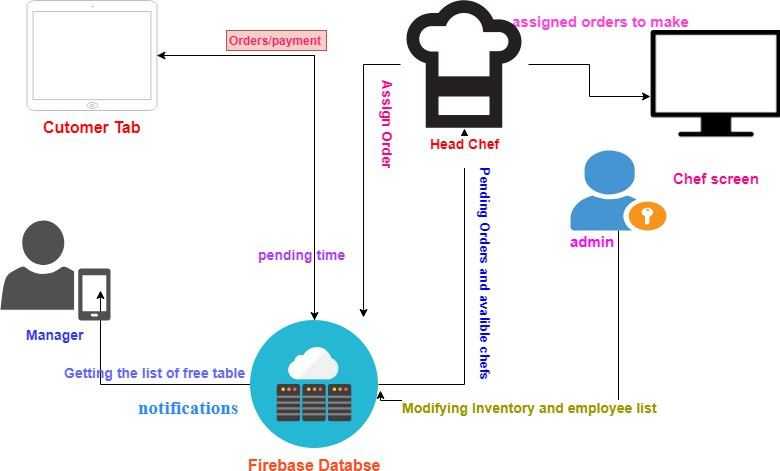 assigned orders to make
Orders/payment
Cutomer Tab
Assign Order
Head Chef
Chef screen
Pending Orders and avalible chefs
admin
pending time
Manager
Getting the list of free table
notifications
Modifying Inventory and employee list
Firebase Databse